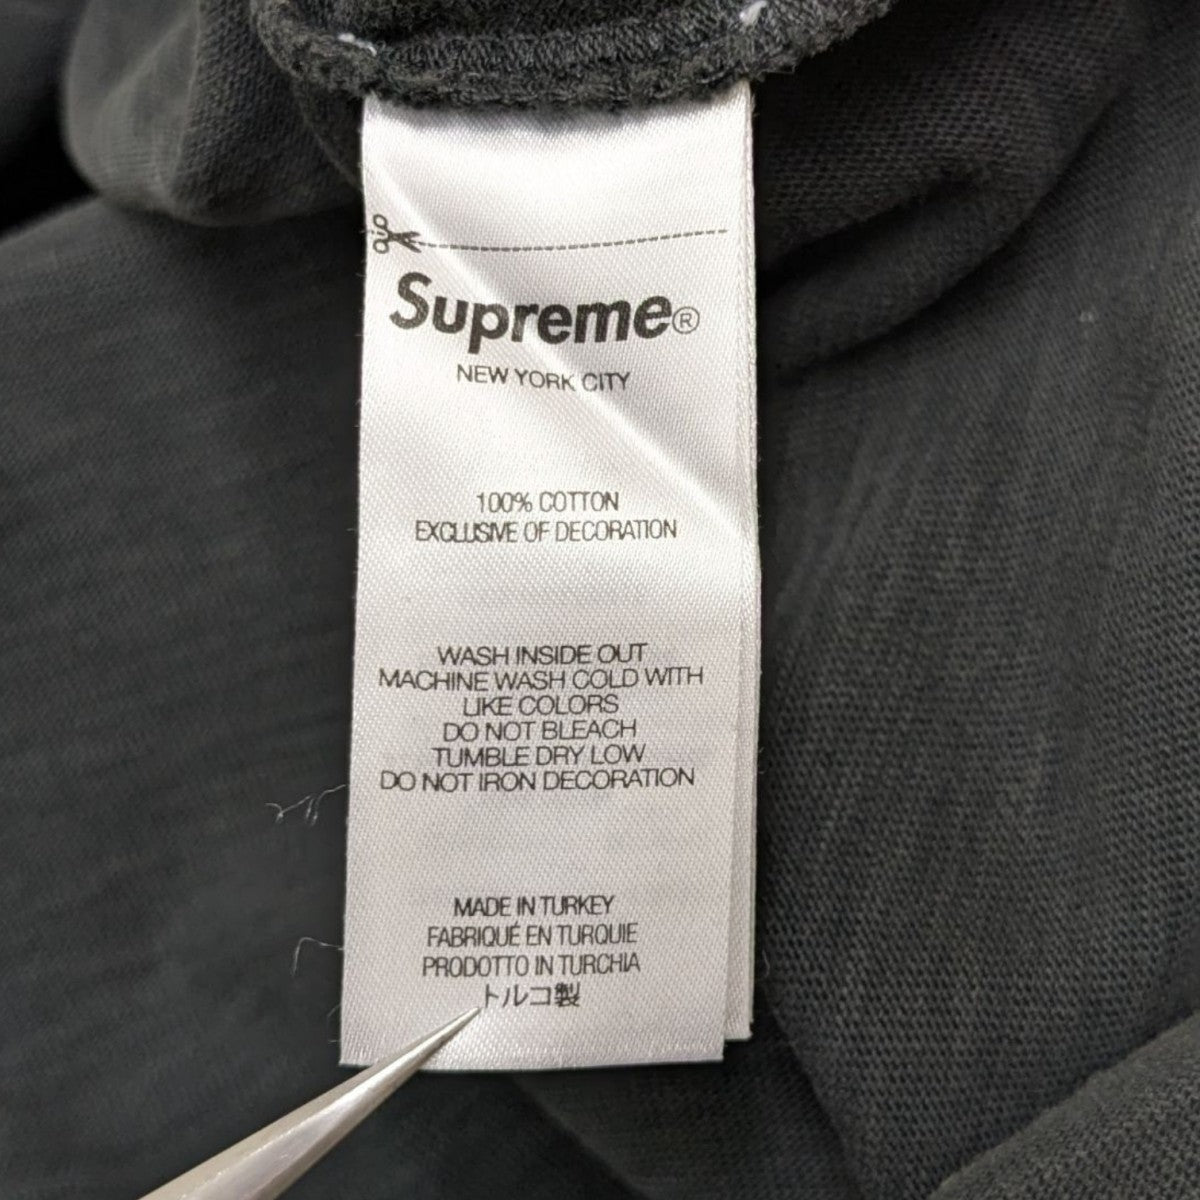 Supreme®
NEW YORK CITY
100% COTTON
EXCLUSIVE OF DECORATION
WASH INSIDE OUT
MACHINE WASH COLD WITH
LIKE COLORS
DO NOT BLEACH
TUMBLE DRY LOW
DO NOT IRON DECORATION
MADE IN TURKEY
FABRIQUÉ EN TURQUIE
PRODOTTO IN TURCHIA
トルコ製